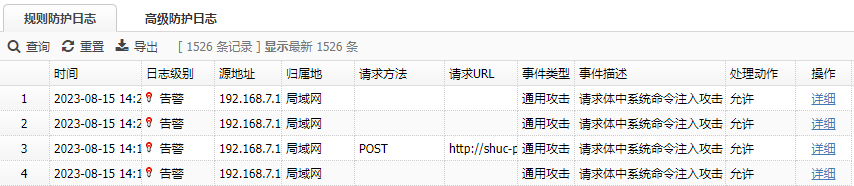 规则防护日志 高级防护日志
查询 重置 导出 [ 1526 条记录 ] 显示最新 1526 条
时间 日志级别 源地址 归属地 请求方法 请求URL 事件类型 事件描述 处理动作 操作
1 2023-08-15 14:2 告警 192.168.7.1 局域网 通用攻击 请求体中系统命令注入攻击 允许 详细
2 2023-08-15 14:2 告警 192.168.7.1 局域网 通用攻击 请求体中系统命令注入攻击 允许 详细
3 2023-08-15 14:1 告警 192.168.7.1 局域网 POST http://shuc-p 通用攻击 请求体中系统命令注入攻击 允许 详细
4 2023-08-15 14:1 告警 192.168.7.1 局域网 通用攻击 请求体中系统命令注入攻击 允许 详细